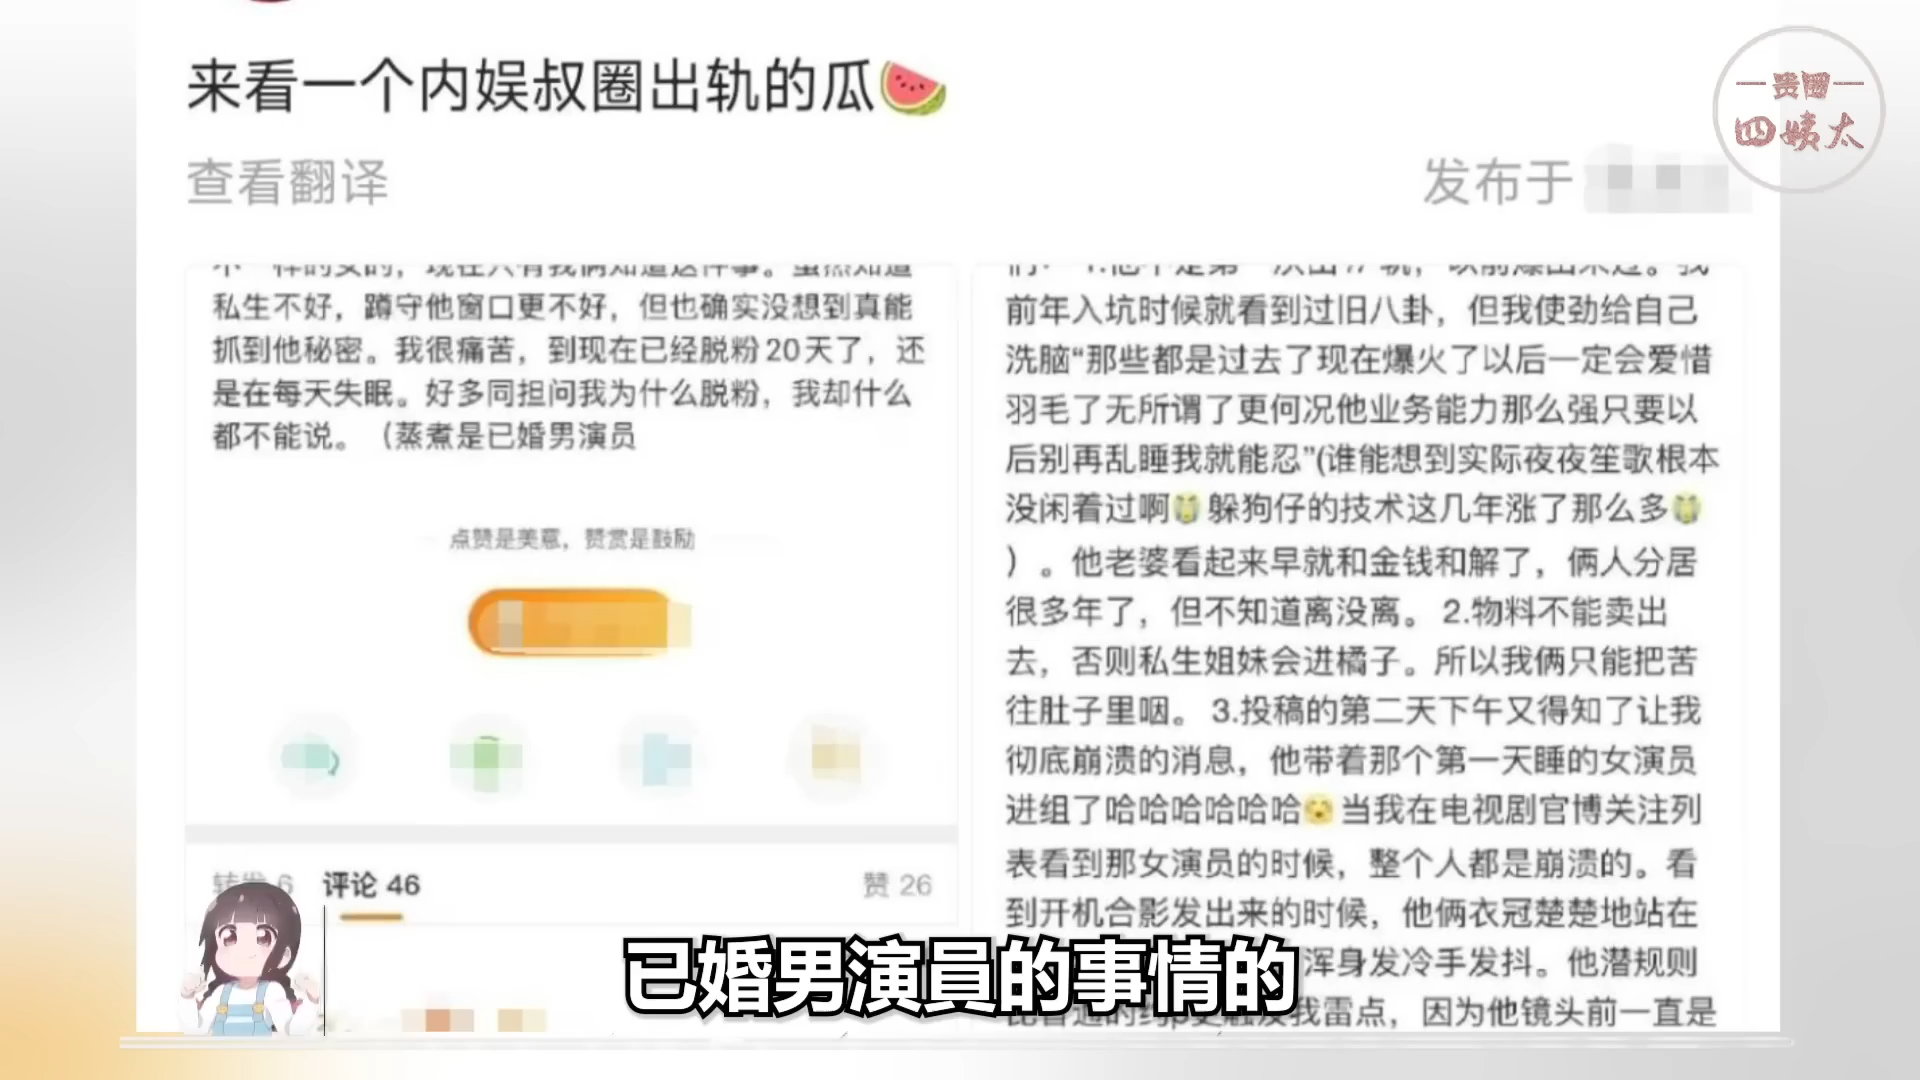 来看一个内娱叔圈出轨的瓜🍉
贵圈
四姨太
查看翻译
发布于
私生不好，蹲守他窗口更不好，但也确实没想到真能
抓到他秘密。我很痛苦，到现在已经脱粉20天了，还
是在每天失眠。好多同担问我为什么脱粉，我却什么
都不能说。（蒸煮是已婚男演员
点赞是美意，赞赏是鼓励
转发 6
评论 46
赞 26
前年入坑时候就看到过旧八卦，但我使劲给自己
洗脑“那些都是过去了现在爆火了以后一定会爱惜
羽毛了无所谓了更何况他业务能力那么强只要以
后别再乱睡我就能忍”(谁能想到实际夜夜笙歌根本
没闲着过啊😭躲狗仔的技术这几年涨了那么多😭
）。他老婆看起来早就和金钱和解了，俩人分居
很多年了，但不知道离没离。 2.物料不能卖出
去，否则私生姐妹会进橘子。所以我俩只能把苦
往肚子里咽。 3.投稿的第二天下午又得知了让我
彻底崩溃的消息，他带着那个第一天睡的女演员
进组了哈哈哈哈哈哈当我在电视剧官博关注列
表看到那女演员的时候，整个人都是崩溃的。看
到开机合影发出来的时候，他俩衣冠楚楚地站在
浑身发冷手发抖。他潜规则
我雷点，因为他镜头前一直是
已婚男演員的事情的